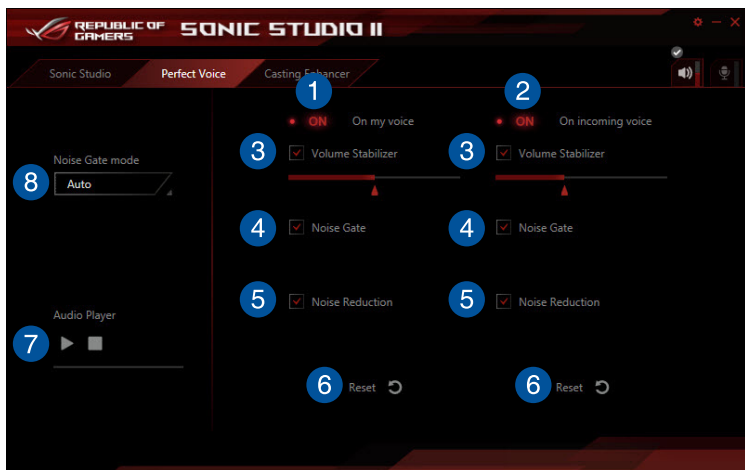 REPUBLIC OF
GAMERS
SONIC STUDIO II
Sonic Studio
Perfect Voice
Casting Enhancer
1
2
ON On my voice
ON On incoming voice
3
Volume Stabilizer
3
Volume Stabilizer
Noise Gate mode
8
Auto
4
Noise Gate
4
Noise Gate
5
Noise Reduction
5
Noise Reduction
Audio Player
7
6
Reset
6
Reset